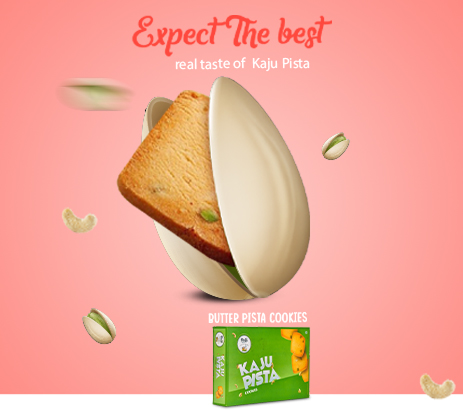 Expect The best
real taste of Kaju Pista
BUTTER PISTA COOKIES
KAJU
PISTA